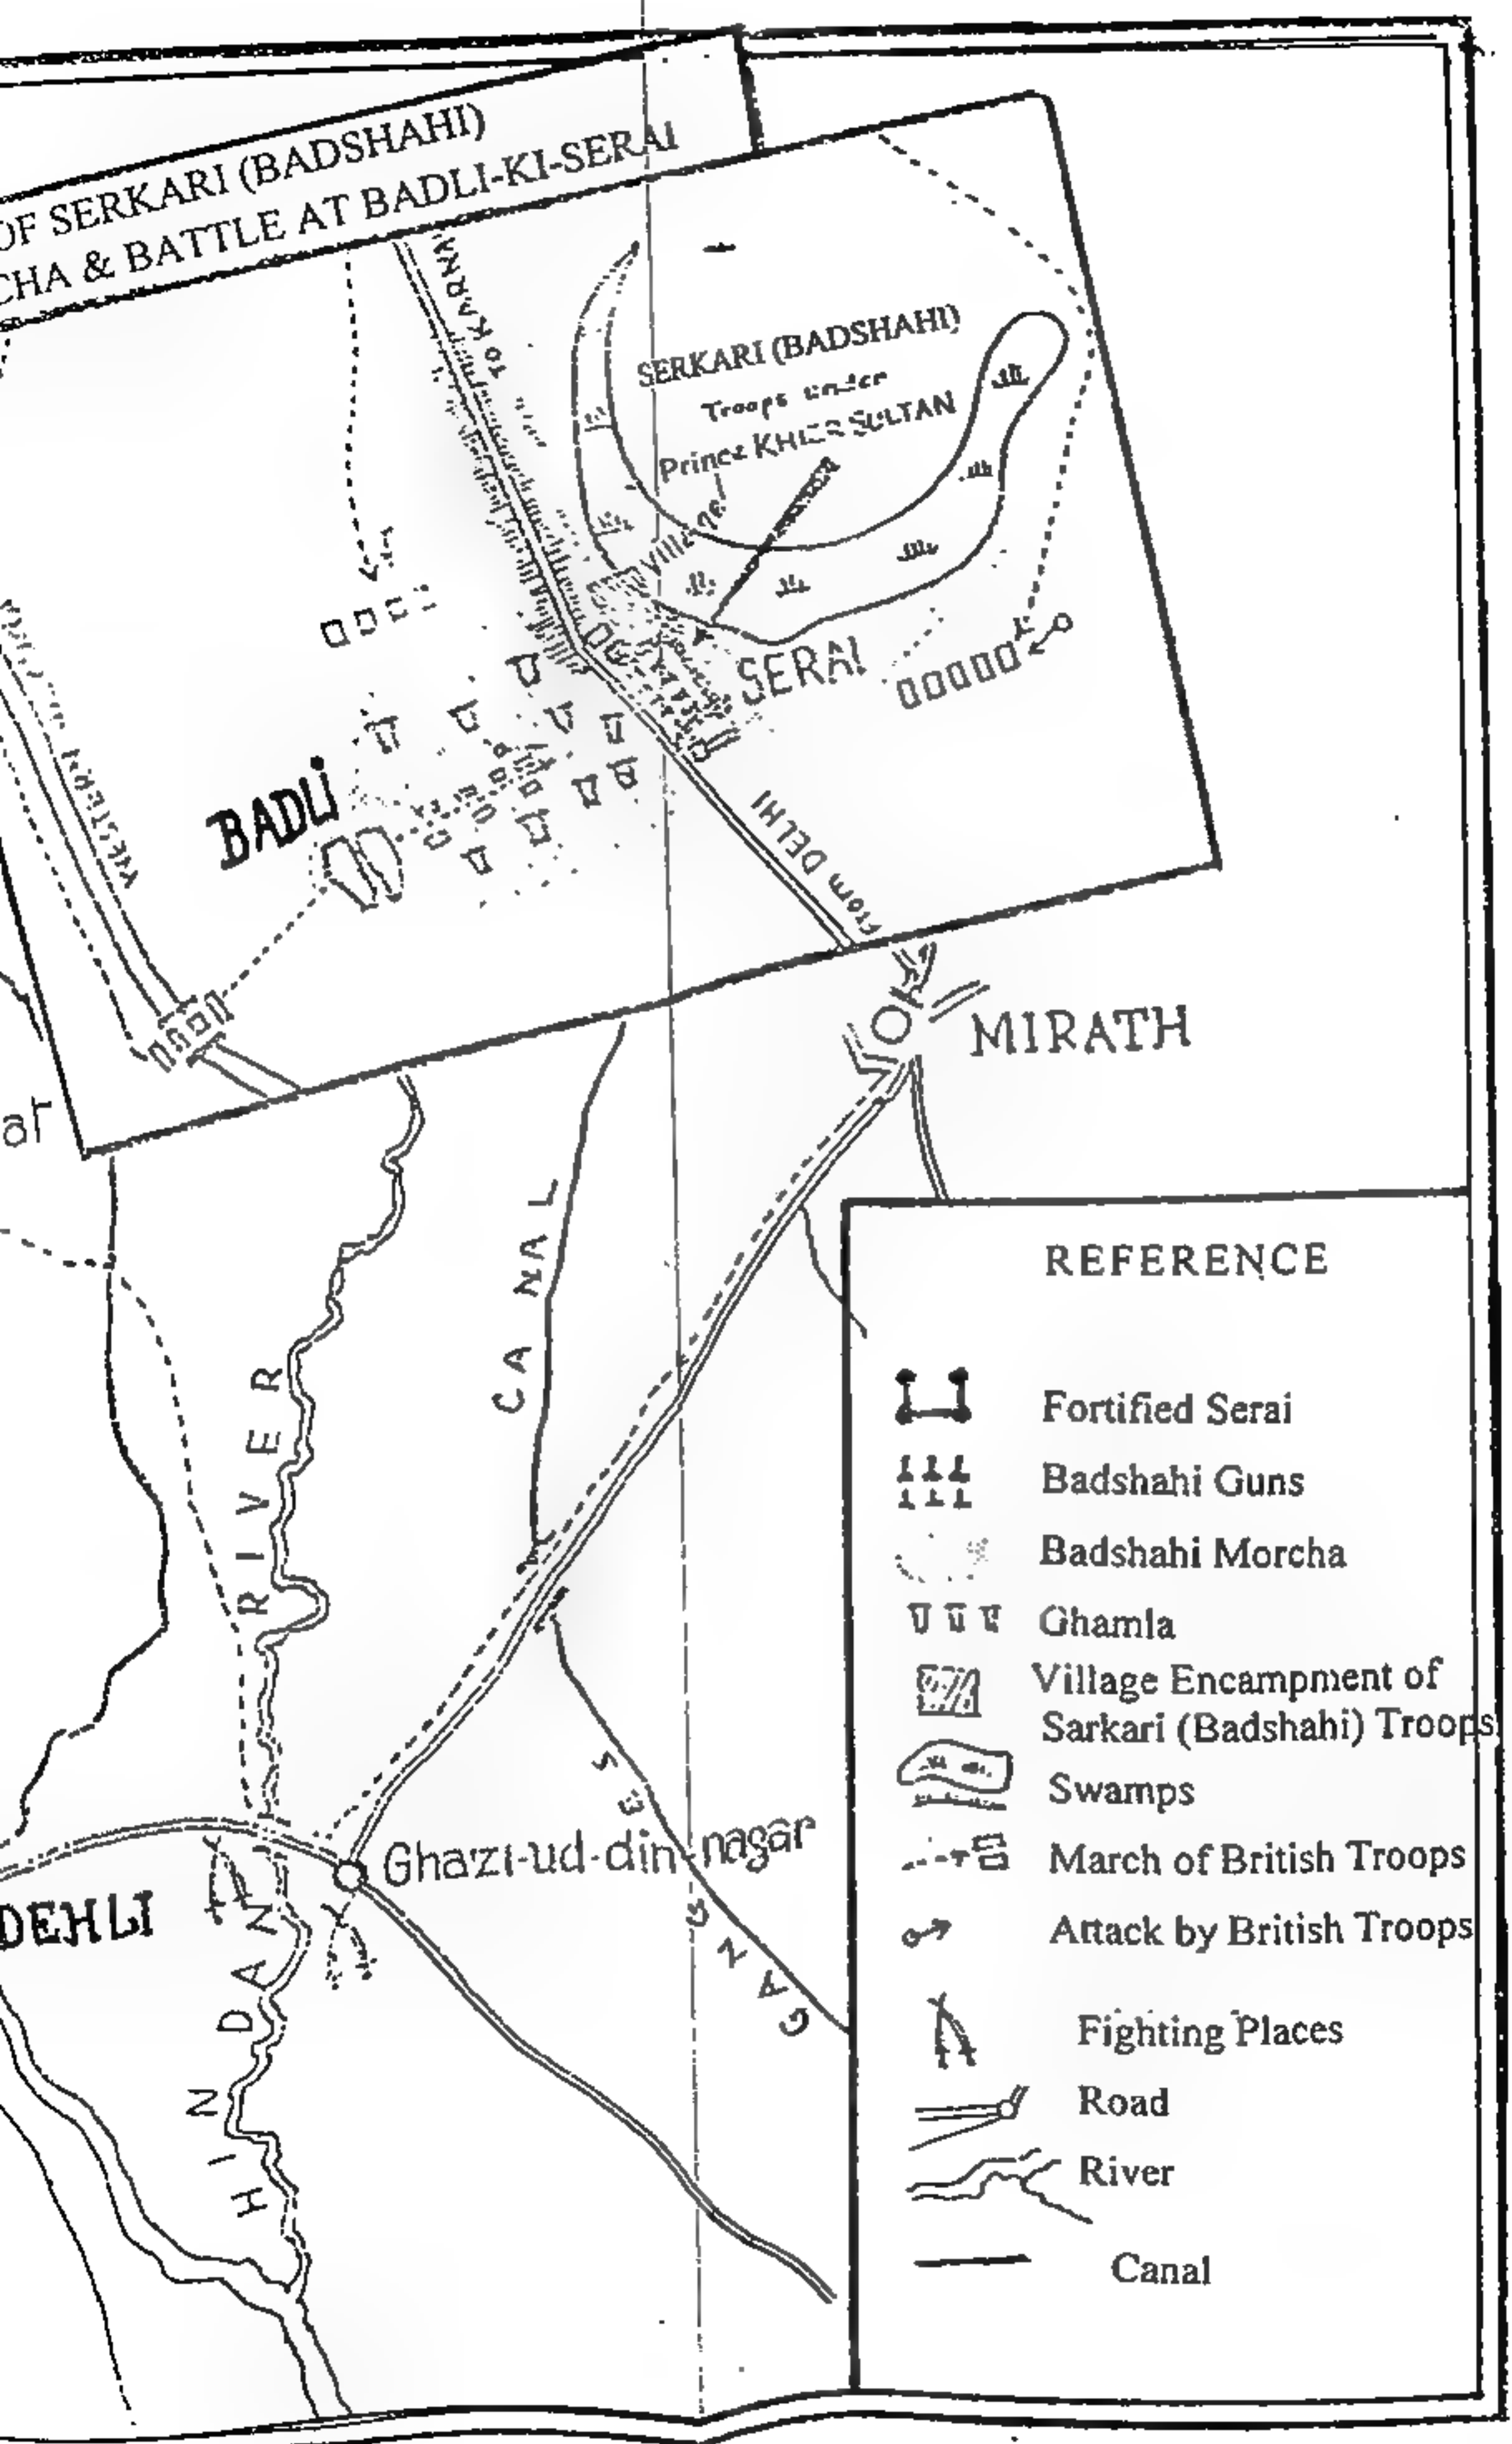 OF SERKARI (BADSHAHI)
CHA & BATTLE AT BADLI-KI-SERAI
TO KARNA
SERKARI (BADSHAHI)
Troops under
Prince SULTAN
Village
SERAI
BADLI
WESTERN
From DELHI
MIRATH
at
CANAL
RIVER
GANGES
Ghazi-ud-din-nagar
DEHLI
HINDAN
REFERENCE
Fortified Serai
Badshahi Guns
Badshahi Morcha
Ghamla
Village Encampment of
Sarkari (Badshahi) Troops
Swamps
March of British Troops
Attack by British Troops
Fighting Places
Road
River
Canal